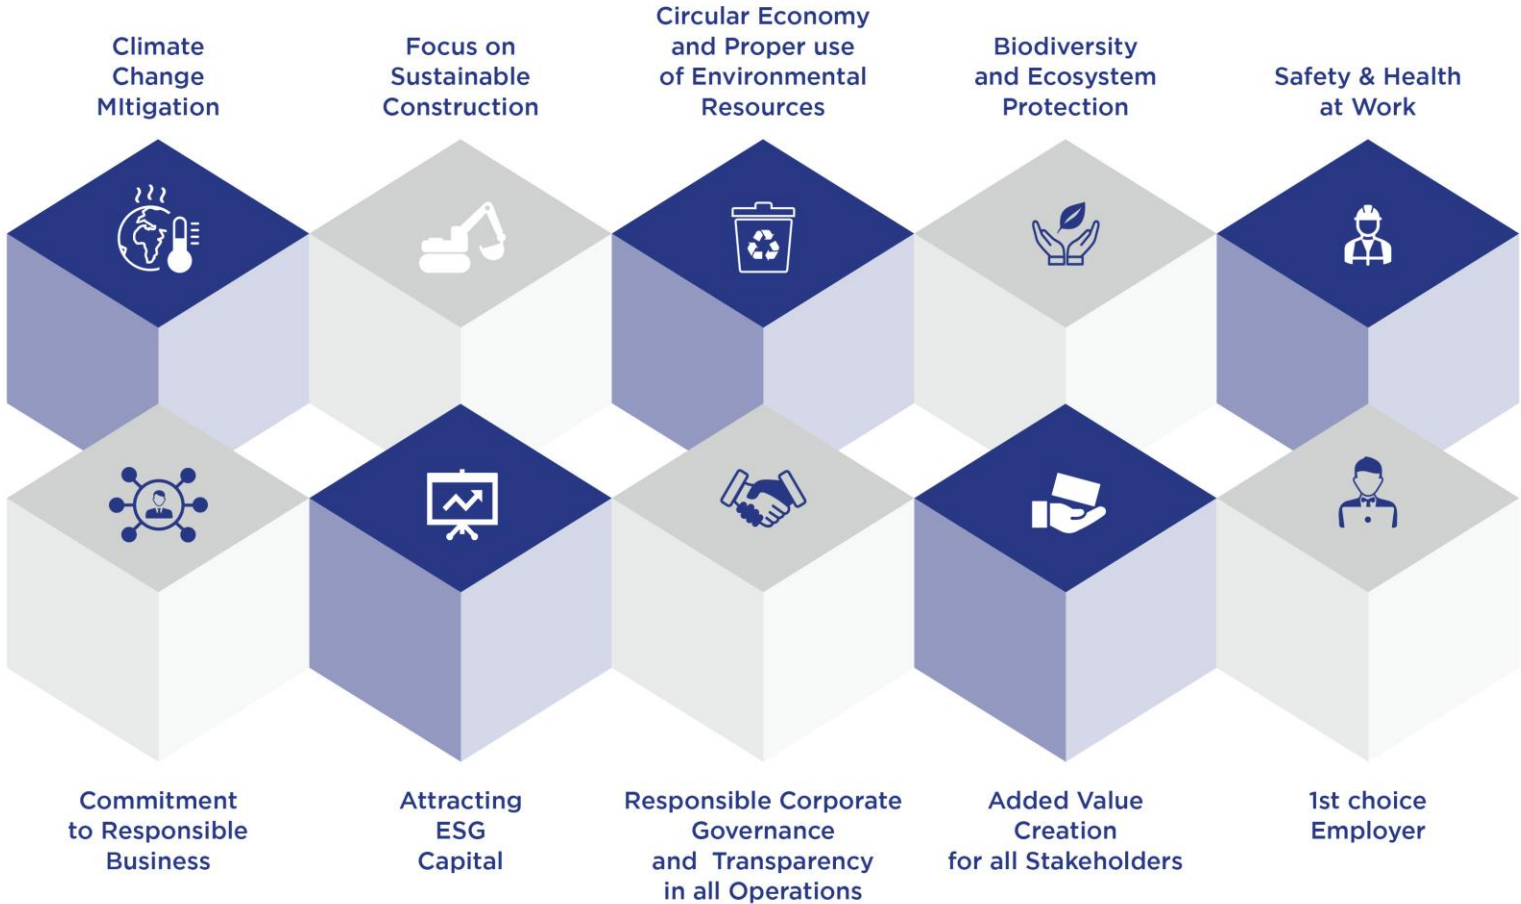 Climate
Change
MItigation
Focus on
Sustainable
Construction
Circular Economy
and Proper use
of Environmental
Resources
Biodiversity
and Ecosystem
Protection
Safety & Health
at Work
Commitment
to Responsible
Business
Attracting
ESG
Capital
Responsible Corporate
Governance
and Transparency
in all Operations
Added Value
Creation
for all Stakeholders
1st choice
Employer